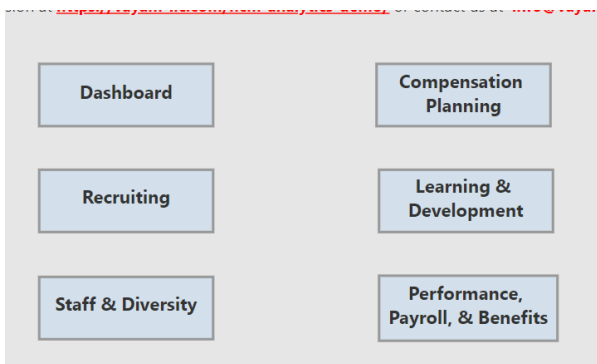 Dashboard
Compensation
Planning
Recruiting
Learning &
Development
Staff & Diversity
Performance,
Payroll, & Benefits